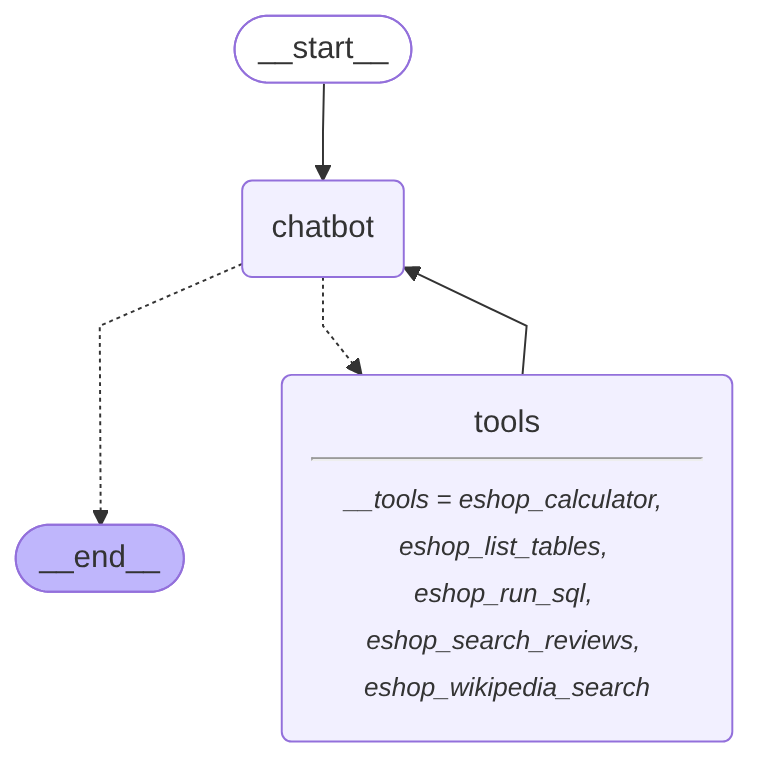 __start__
chatbot
tools
__tools = eshop_calculator,
eshop_list_tables,
eshop_run_sql,
eshop_search_reviews,
eshop_wikipedia_search
__end__